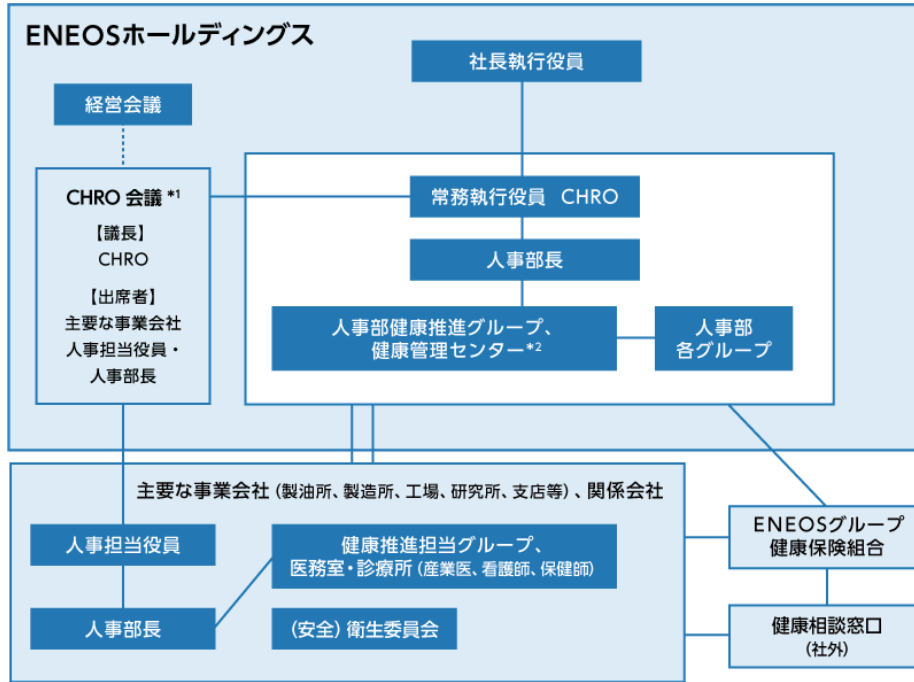 ENEOSホールディングス
社長執行役員
経営会議
CHRO 会議 *1
【議長】
CHRO
【出席者】
主要な事業会社
人事担当役員・
人事部長
常務執行役員 CHRO
人事部長
人事部健康推進グループ、
健康管理センター*2
人事部
各グループ
主要な事業会社（製油所、製造所、工場、研究所、支店等）、関係会社
人事担当役員
人事部長
健康推進担当グループ、
医務室・診療所（産業医、看護師、保健師）
（安全）衛生委員会
ENEOSグループ
健康保険組合
健康相談窓口
（社外）